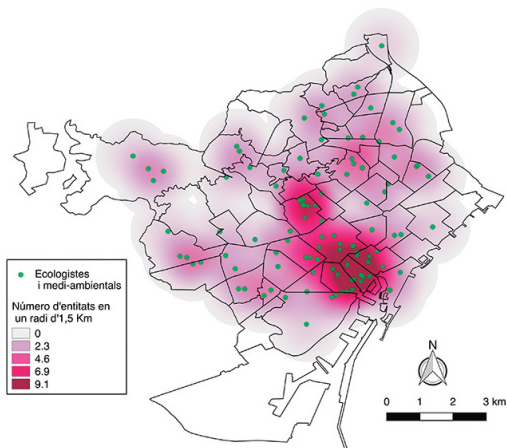 Ecologistes
i medi-ambientals
Número d'entitats en
un radi d'1,5 Km
0
2.3
4.6
6.9
9.1
N
0 1 2 3 km